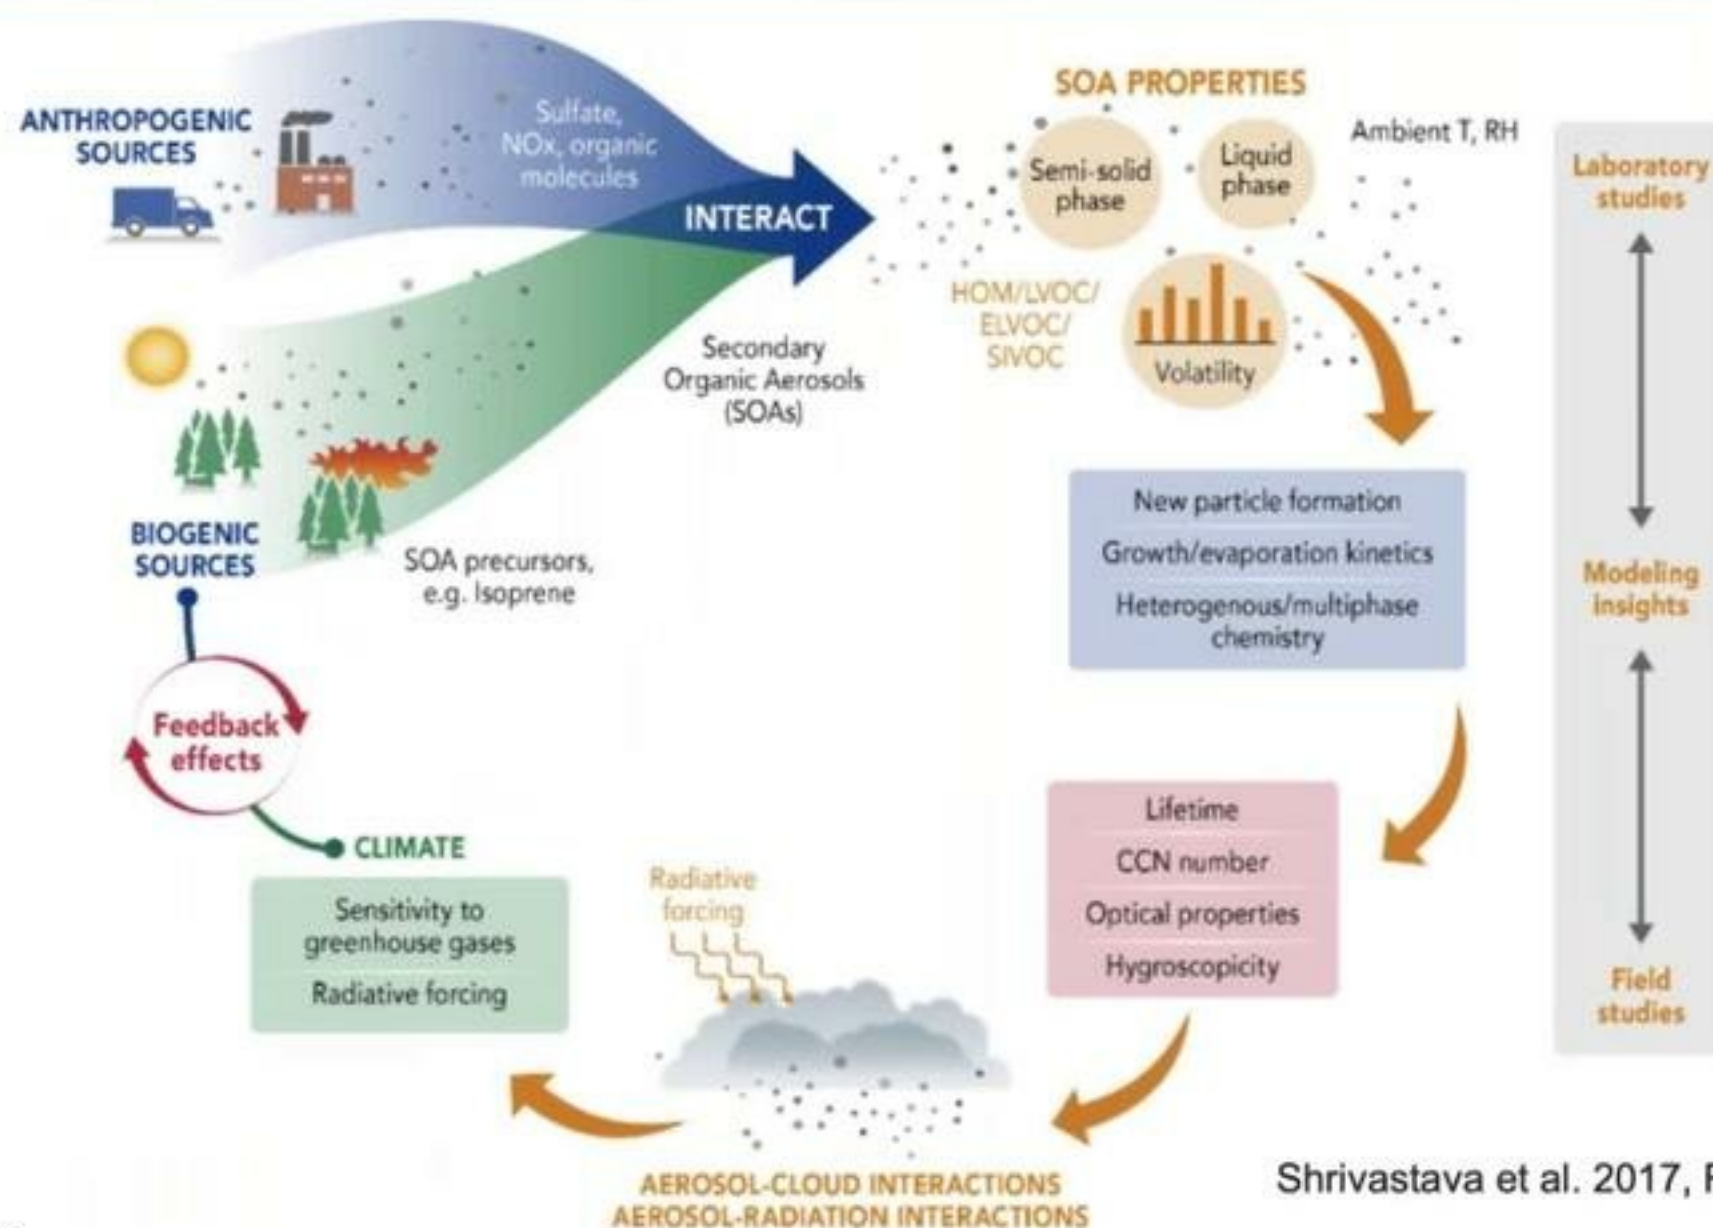 ANTHROPOGENIC
SOURCES
Sulfate,
NOx, organic
molecules
INTERACT
Secondary
Organic Aerosols
(SOAs)
BIOGENIC
SOURCES
SOA precursors,
e.g. Isoprene
SOA PROPERTIES
Semi-solid
phase
Liquid
phase
Ambient T, RH
HOM/LVOC/
ELVOC/
SIVOC
Volatility
New particle formation
Growth/evaporation kinetics
Heterogenous/multiphase
chemistry
Lifetime
CCN number
Optical properties
Hygroscopicity
Radiative
forcing
AEROSOL-CLOUD INTERACTIONS
AEROSOL-RADIATION INTERACTIONS
Feedback
effects
CLIMATE
Sensitivity to
greenhouse gases
Radiative forcing
Laboratory
studies
Modeling
insights
Field
studies
Shrivastava et al. 2017,